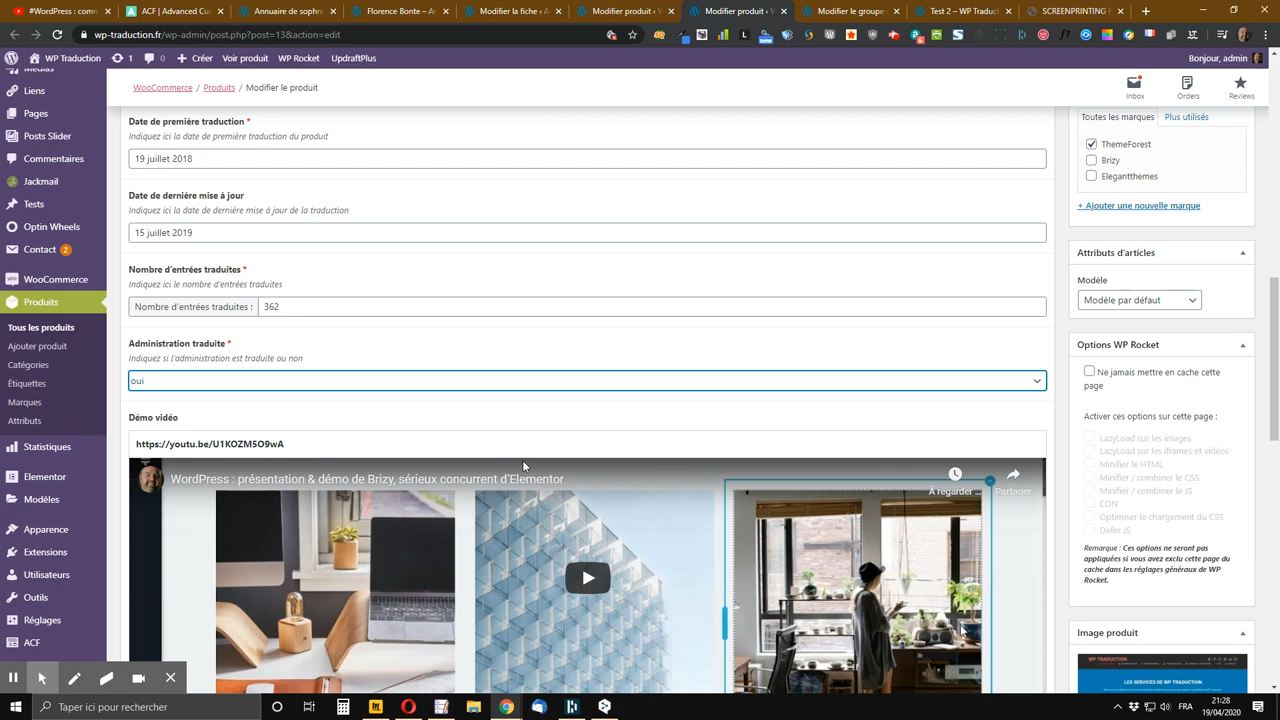 Modifier la fiche ‹ A
Florence Bonte – A
Modifier produit ‹ V
Modifier produit ‹ W
Modifier le forrest
Test 2 – WP Traduct
SCREENPRINT
wp-traduction.com/wp-admin/post.php?post=13&action=edit
WP Traduction
1
0
Créer
Voir produit
WP Rocket
UpdraftPlus
Bonjour, admin
WooCommerce / Produits / Modifier le produit
Inbox
Orders
Reviews
Médias
Liens
Pages
Posts Slider
Commentaires
Jackmail
Tests
Optin Wheels
Contact 2
WooCommerce
Produits
Tous les produits
Ajouter produit
Catégories
Étiquettes
Marques
Attributs
Statistiques
Elementor
Modèles
Apparence
Extensions
Utilisateurs
Outils
Réglages
ACF
Date de première traduction *
Indiquez ici la date de première traduction du produit
19 juillet 2018
Date de dernière mise à jour
Indiquez ici la date de dernière mise à jour de la traduction
15 juillet 2019
Nombre d'entrées traduites *
Indiquez ici le nombre d'entrées traduites
Nombre d'entrées traduites :
362
Administration traduite *
Indiquez si l'administration est traduite ou non
oui
Démo vidéo
https://youtu.be/U1KOZM5O9wA
WordPress : présentation & démo de Brizy, sérieux concurrent d'Elementor
À regarder ...
Partager
Toutes les marques
Plus utilisés
ThemeForest
Brizy
Elegantthemes
+ Ajouter une nouvelle marque
Attributs d'articles
Modèle
Modèle par défaut
Options WP Rocket
Ne jamais mettre en cache cette
page
Activer ces options sur cette page :
LazyLoad sur les images
LazyLoad sur les iframes et vidéos
Minifier le HTML
Minifier / combiner le CSS
Minifier / combiner le JS
CDN
Optimiser le chargement du CSS
Defer JS
Remarque : Ces options ne seront pas
appliquées si vous avez exclu cette page du
cache dans les réglages généraux de WP
Rocket.
Image produit
WP TRADUCTION
LES SERVICES DE WP TRADUCTION
Taper ici pour rechercher
FRA
21:28
19/04/2020